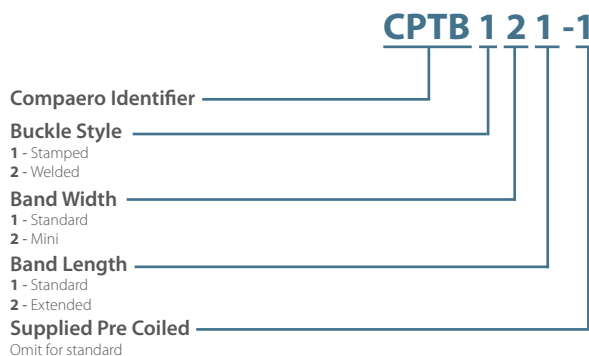 CPTB 1 2 1 -1
Compaero Identifier
Buckle Style
1 - Stamped
2 - Welded
Band Width
1 - Standard
2 - Mini
Band Length
1 - Standard
2 - Extended
Supplied Pre Coiled
Omit for standard